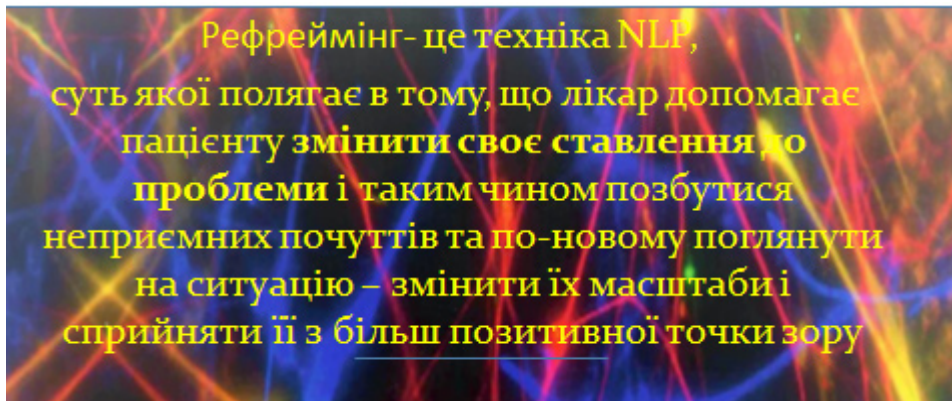 Рефреймінг- це техніка NLP,
суть якої полягає в тому, що лікар допомагає
пацієнту змінити своє ставлення до
проблеми і таким чином позбутися
неприємних почуттів та по-новому поглянути
на ситуацію – змінити їх масштаби і
сприйняти її з більш позитивної точки зору